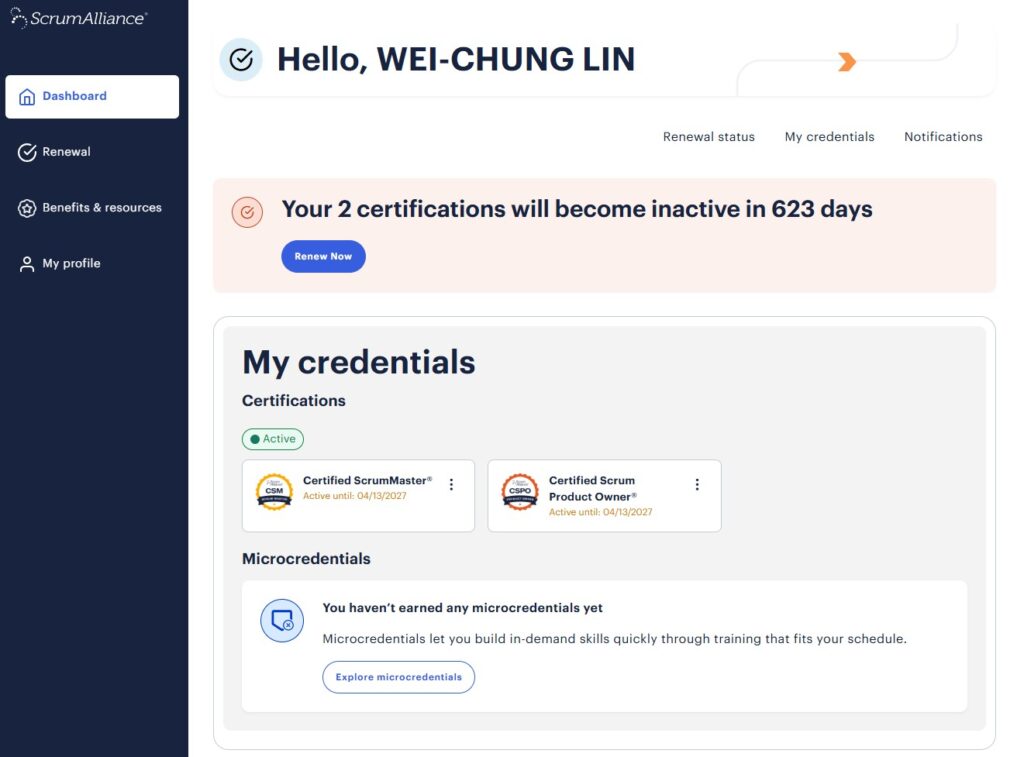 ScrumAlliance®
Dashboard
Renewal
Benefits & resources
My profile
Hello, WEI-CHUNG LIN
Renewal status
My credentials
Notifications
Your 2 certifications will become inactive in 623 days
Renew Now
My credentials
Certifications
Active
CSM
Certified ScrumMaster®
Active until: 04/13/2027
CSPO
Certified Scrum
Product Owner®
Active until: 04/13/2027
Microcredentials
You haven’t earned any microcredentials yet
Microcredentials let you build in-demand skills quickly through training that fits your schedule.
Explore microcredentials